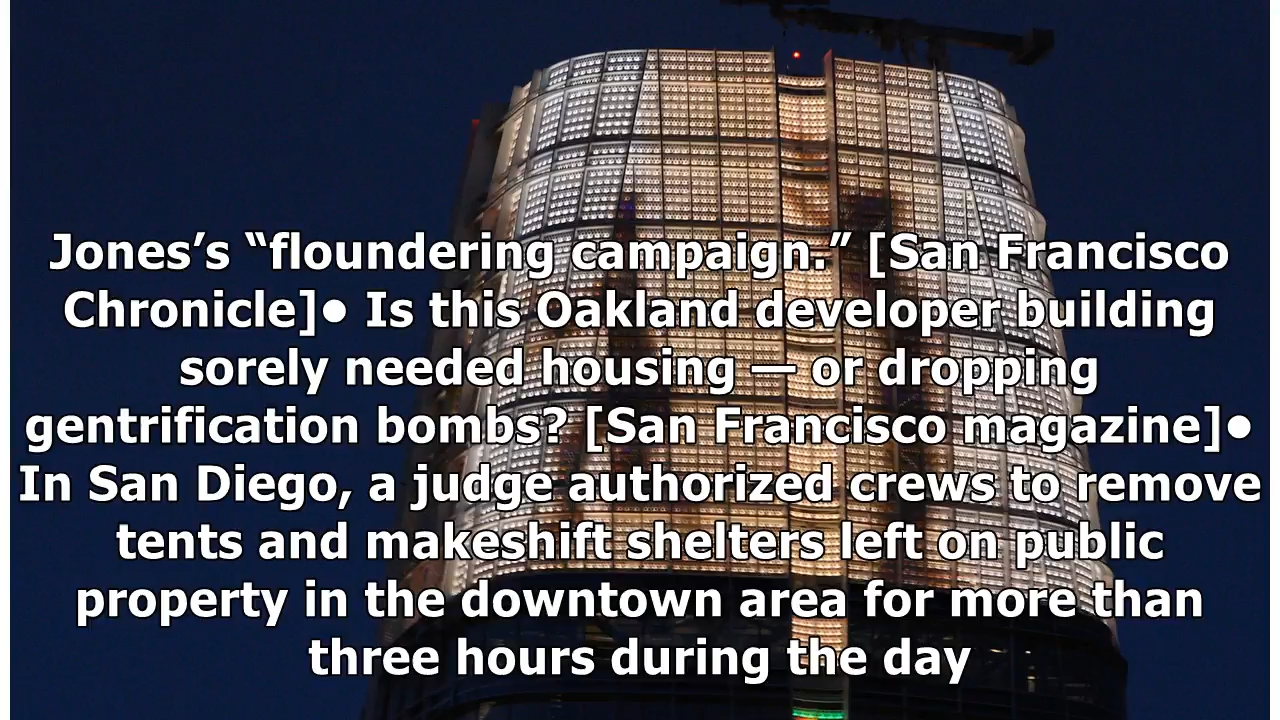 Jones’s “floundering campaign.” [San Francisco
Chronicle]● Is this Oakland developer building
sorely needed housing — or dropping
gentrification bombs? [San Francisco magazine]●
In San Diego, a judge authorized crews to remove
tents and makeshift shelters left on public
property in the downtown area for more than
three hours during the day